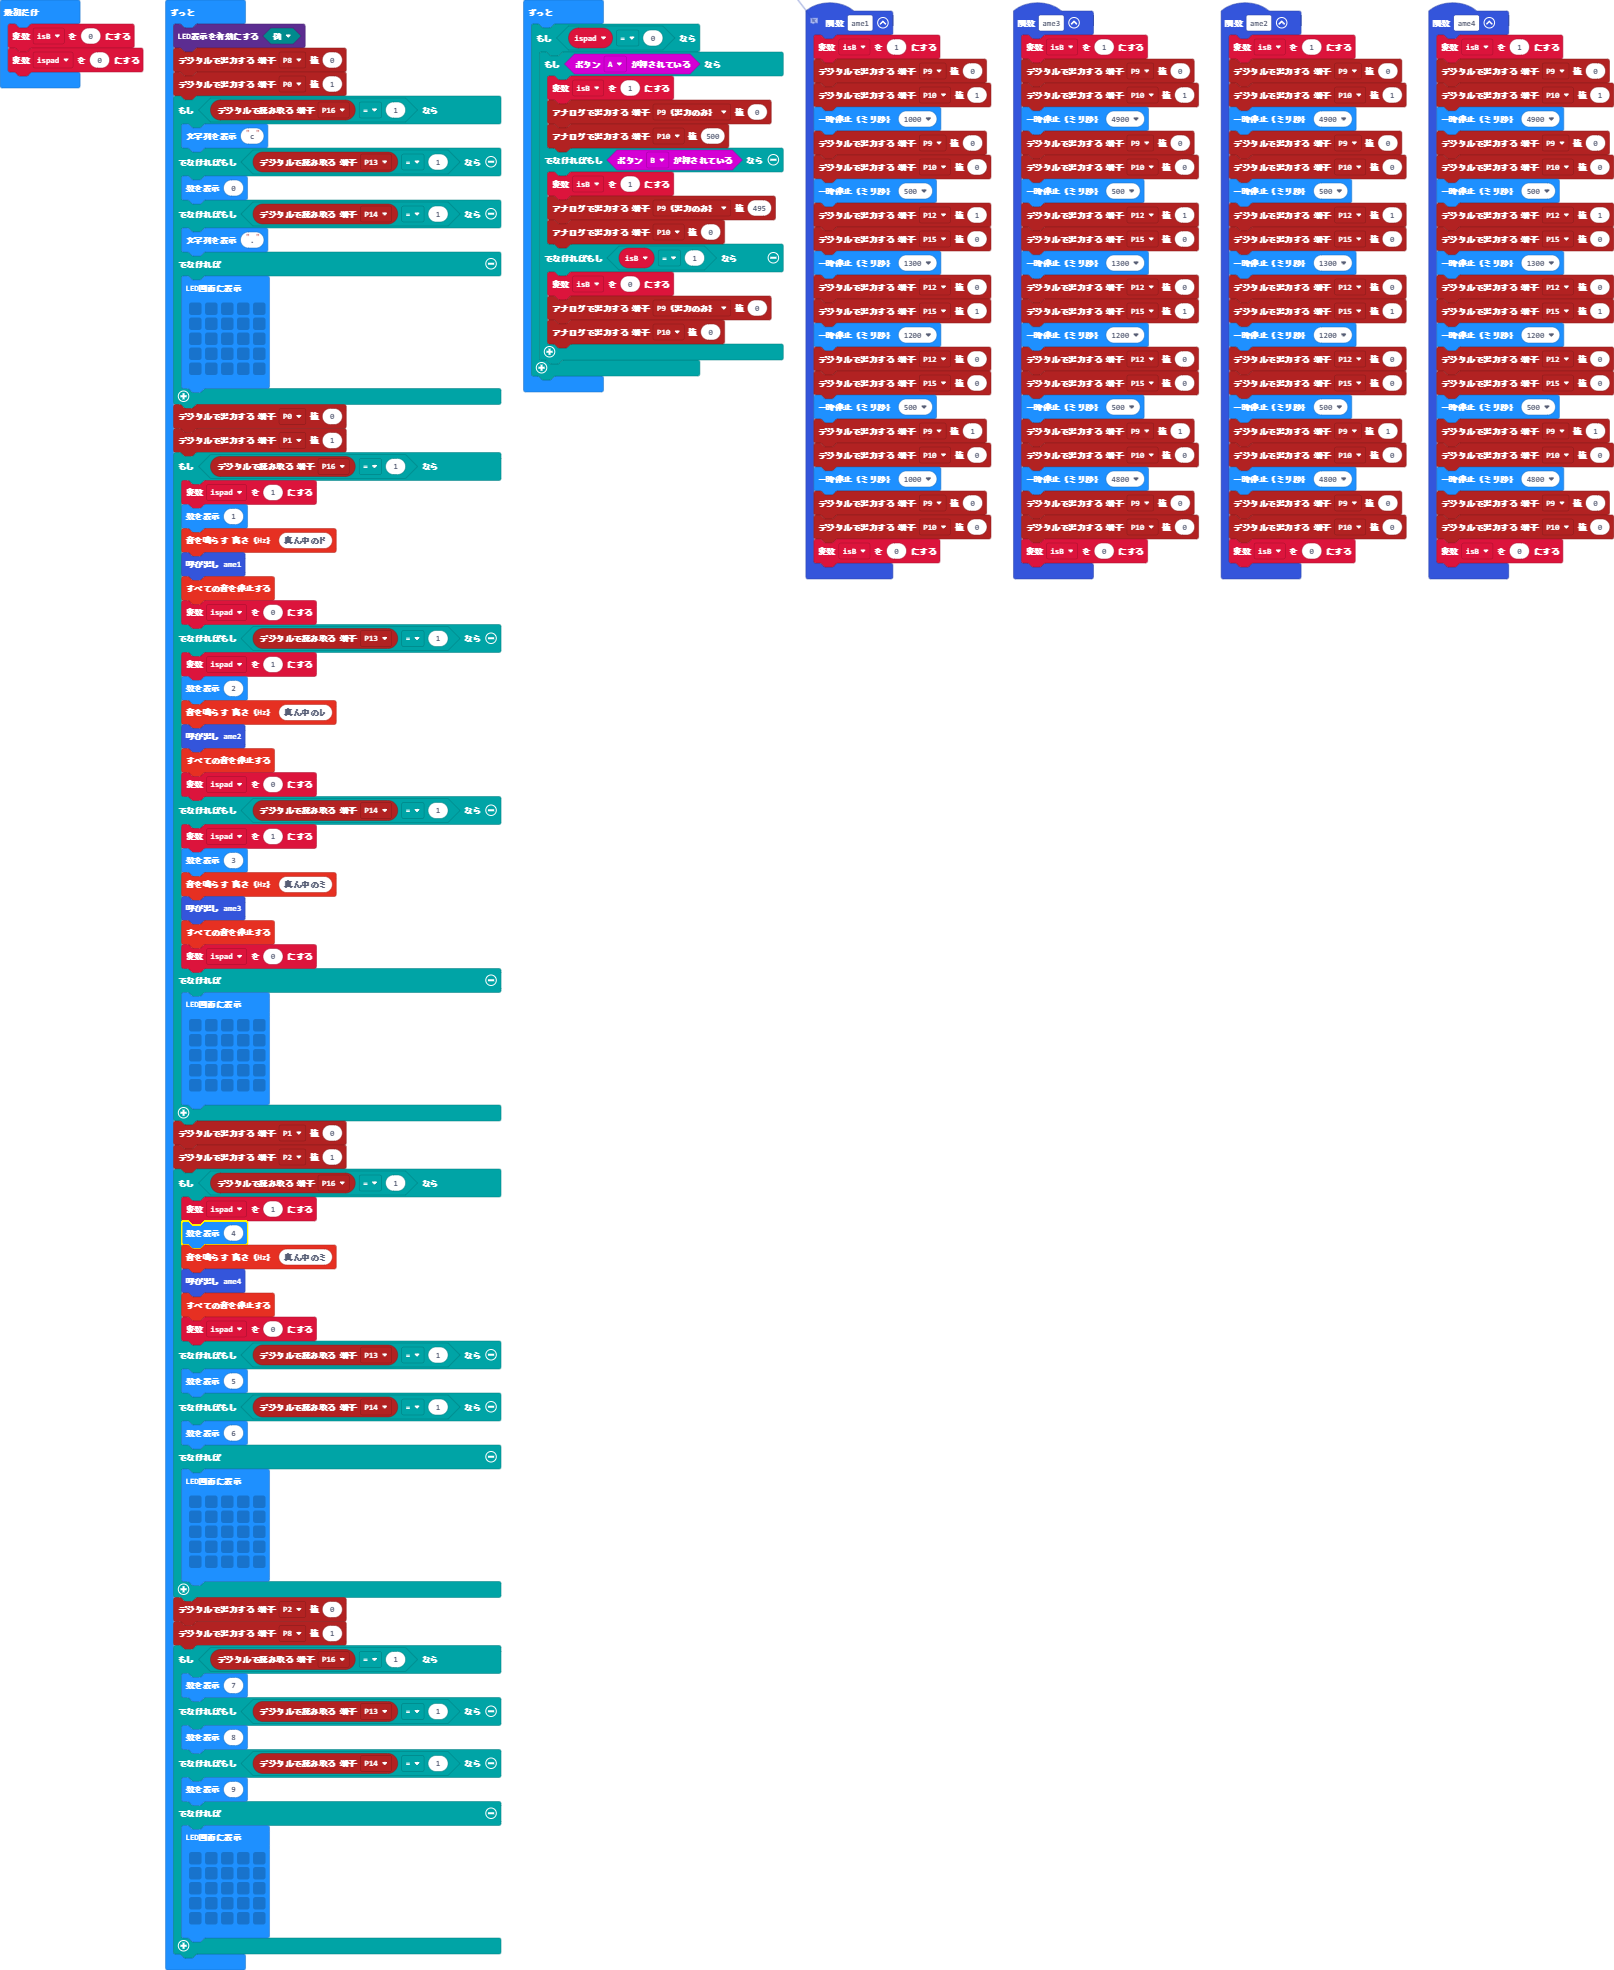 最初だけ
変数 isB を 0 にする
変数 ispad を 0 にする
ずっと
LED表示を有効にする 偽
デジタルで出力する 端子 P8 値 0
デジタルで出力する 端子 P0 値 1
もし デジタルで読み取る 端子 P16 = 1 なら
文字列を表示 "c"
でなければもし デジタルで読み取る 端子 P13 = 1 なら
数を表示 0
でなければもし デジタルで読み取る 端子 P14 = 1 なら
文字列を表示 "."
でなければ
LED画面に表示
デジタルで出力する 端子 P0 値 0
デジタルで出力する 端子 P1 値 1
もし デジタルで読み取る 端子 P16 = 1 なら
変数 ispad を 1 にする
数を表示 1
音を鳴らす 高さ (Hz) 真ん中のド
呼び出し ame1
すべての音を停止する
変数 ispad を 0 にする
でなければもし デジタルで読み取る 端子 P13 = 1 なら
変数 ispad を 1 にする
数を表示 2
音を鳴らす 高さ (Hz) 真ん中のレ
呼び出し ame2
すべての音を停止する
変数 ispad を 0 にする
でなければもし デジタルで読み取る 端子 P14 = 1 なら
変数 ispad を 1 にする
数を表示 3
音を鳴らす 高さ (Hz) 真ん中のミ
呼び出し ame3
すべての音を停止する
変数 ispad を 0 にする
でなければ
LED画面に表示
デジタルで出力する 端子 P1 値 0
デジタルで出力する 端子 P2 値 1
もし デジタルで読み取る 端子 P16 = 1 なら
変数 ispad を 1 にする
数を表示 4
音を鳴らす 高さ (Hz) 真ん中のミ
呼び出し ame4
すべての音を停止する
変数 ispad を 0 にする
でなければもし デジタルで読み取る 端子 P13 = 1 なら
数を表示 5
でなければもし デジタルで読み取る 端子 P14 = 1 なら
数を表示 6
でなければ
LED画面に表示
デジタルで出力する 端子 P2 値 0
デジタルで出力する 端子 P8 値 1
もし デジタルで読み取る 端子 P16 = 1 なら
数を表示 7
でなければもし デジタルで読み取る 端子 P13 = 1 なら
数を表示 8
でなければもし デジタルで読み取る 端子 P14 = 1 なら
数を表示 9
でなければ
LED画面に表示
ずっと
もし ispad = 0 なら
もし ボタン A が押されている なら
変数 isB を 1 にする
アナログで出力する 端子 P9 (出力のみ) 値 0
アナログで出力する 端子 P10 値 500
でなければもし ボタン B が押されている なら
変数 isB を 1 にする
アナログで出力する 端子 P9 (出力のみ) 値 495
アナログで出力する 端子 P10 値 0
でなければもし isB = 1 なら
変数 isB を 0 にする
アナログで出力する 端子 P9 (出力のみ) 値 0
アナログで出力する 端子 P10 値 0
関数 ame1
変数 isB を 1 にする
デジタルで出力する 端子 P9 値 0
デジタルで出力する 端子 P10 値 1
一時停止 (ミリ秒) 1000
デジタルで出力する 端子 P9 値 0
デジタルで出力する 端子 P10 値 0
一時停止 (ミリ秒) 500
デジタルで出力する 端子 P12 値 1
デジタルで出力する 端子 P15 値 0
一時停止 (ミリ秒) 1300
デジタルで出力する 端子 P12 値 0
デジタルで出力する 端子 P15 値 1
一時停止 (ミリ秒) 1200
デジタルで出力する 端子 P12 値 0
デジタルで出力する 端子 P15 値 0
一時停止 (ミリ秒) 500
デジタルで出力する 端子 P9 値 1
デジタルで出力する 端子 P10 値 0
一時停止 (ミリ秒) 1000
デジタルで出力する 端子 P9 値 0
デジタルで出力する 端子 P10 値 0
変数 isB を 0 にする
関数 ame3
変数 isB を 1 にする
デジタルで出力する 端子 P9 値 0
デジタルで出力する 端子 P10 値 1
一時停止 (ミリ秒) 4900
デジタルで出力する 端子 P9 値 0
デジタルで出力する 端子 P10 値 0
一時停止 (ミリ秒) 500
デジタルで出力する 端子 P12 値 1
デジタルで出力する 端子 P15 値 0
一時停止 (ミリ秒) 1300
デジタルで出力する 端子 P12 値 0
デジタルで出力する 端子 P15 値 1
一時停止 (ミリ秒) 1200
デジタルで出力する 端子 P12 値 0
デジタルで出力する 端子 P15 値 0
一時停止 (ミリ秒) 500
デジタルで出力する 端子 P9 値 1
デジタルで出力する 端子 P10 値 0
一時停止 (ミリ秒) 4800
デジタルで出力する 端子 P9 値 0
デジタルで出力する 端子 P10 値 0
変数 isB を 0 にする
関数 ame2
変数 isB を 1 にする
デジタルで出力する 端子 P9 値 0
デジタルで出力する 端子 P10 値 1
一時停止 (ミリ秒) 4900
デジタルで出力する 端子 P9 値 0
デジタルで出力する 端子 P10 値 0
一時停止 (ミリ秒) 500
デジタルで出力する 端子 P12 値 1
デジタルで出力する 端子 P15 値 0
一時停止 (ミリ秒) 1300
デジタルで出力する 端子 P12 値 0
デジタルで出力する 端子 P15 値 1
一時停止 (ミリ秒) 1200
デジタルで出力する 端子 P12 値 0
デジタルで出力する 端子 P15 値 0
一時停止 (ミリ秒) 500
デジタルで出力する 端子 P9 値 1
デジタルで出力する 端子 P10 値 0
一時停止 (ミリ秒) 4800
デジタルで出力する 端子 P9 値 0
デジタルで出力する 端子 P10 値 0
変数 isB を 0 にする
関数 ame4
変数 isB を 1 にする
デジタルで出力する 端子 P9 値 0
デジタルで出力する 端子 P10 値 1
一時停止 (ミリ秒) 4900
デジタルで出力する 端子 P9 値 0
デジタルで出力する 端子 P10 値 0
一時停止 (ミリ秒) 500
デジタルで出力する 端子 P12 値 1
デジタルで出力する 端子 P15 値 0
一時停止 (ミリ秒) 1300
デジタルで出力する 端子 P12 値 0
デジタルで出力する 端子 P15 値 1
一時停止 (ミリ秒) 1200
デジタルで出力する 端子 P12 値 0
デジタルで出力する 端子 P15 値 0
一時停止 (ミリ秒) 500
デジタルで出力する 端子 P9 値 1
デジタルで出力する 端子 P10 値 0
一時停止 (ミリ秒) 4800
デジタルで出力する 端子 P9 値 0
デジタルで出力する 端子 P10 値 0
変数 isB を 0 にする